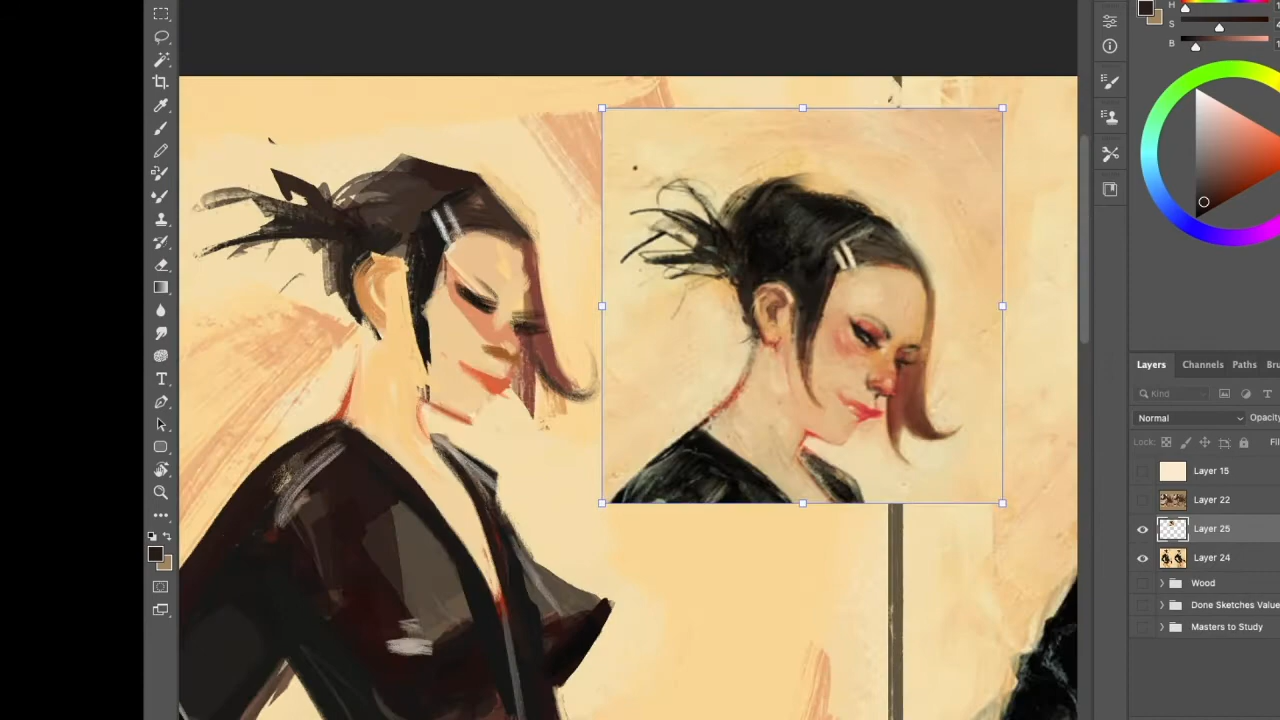 H
S
B
Layers Channels Paths Bru
Kind
Normal Opacity
Lock:
Layer 15
Layer 22
Layer 25
Layer 24
Wood
Done Sketches Value
Masters to Study